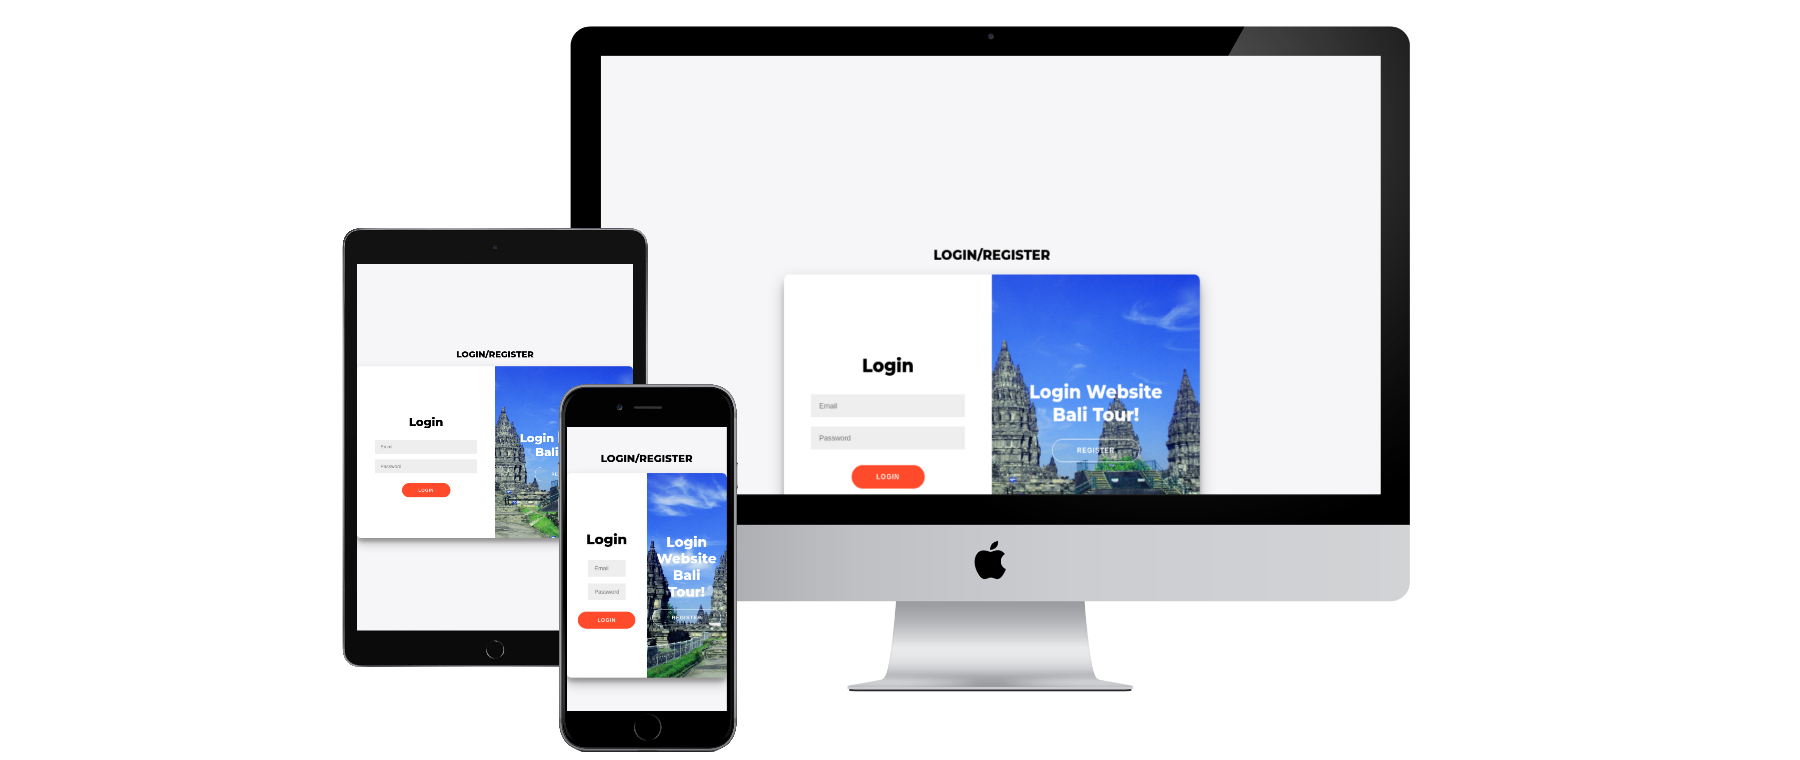 LOGIN/REGISTER
Login
Email
Password
LOGIN
Login Website
Bali Tour!
REGISTER
LOGIN/REGISTER
Login
Email
Password
LOGIN
Login
Bali
LOGIN/REGISTER
Login
Email
Password
LOGIN
Login
Website
Bali
Tour!
REGISTER